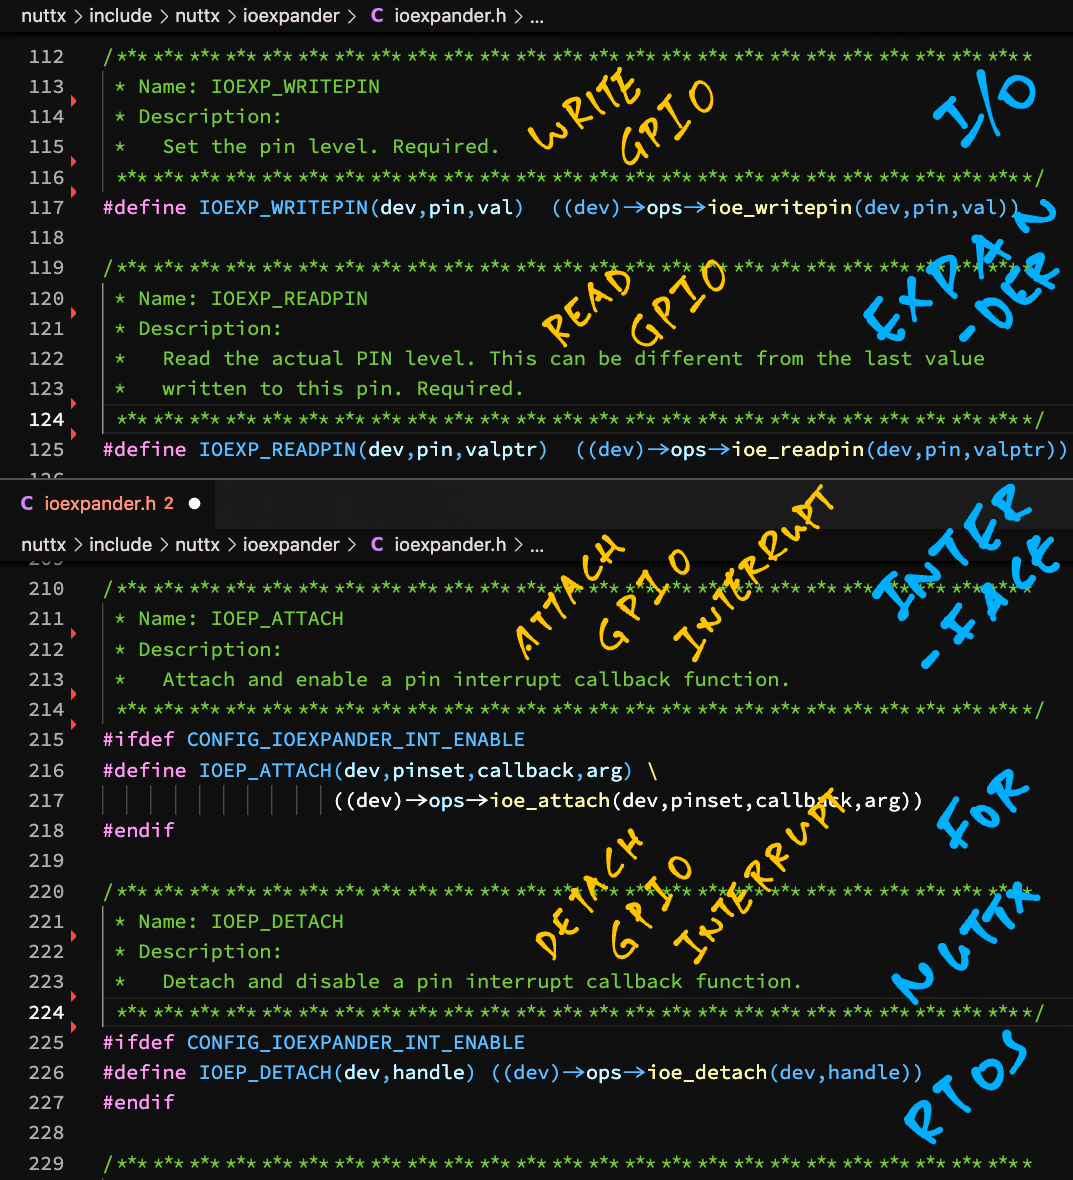 nuttx > include > nuttx > ioexpander > C ioexpander.h > ...
112 /*** *** *** *** *** *** *** *** *** *** *** *** *** *** *** *** *** *** *** *** *** *** *** *** ***
113 * Name: IOEXP_WRITEPIN
114 * Description:
115 *   Set the pin level. Required.
116 *** *** *** *** *** *** *** *** *** *** *** *** *** *** *** *** *** *** *** *** *** *** *** *** ***/
117 #define IOEXP_WRITEPIN(dev,pin,val)  ((dev)->ops->ioe_writepin(dev,pin,val))
118
119 /*** *** *** *** *** *** *** *** *** *** *** *** *** *** *** *** *** *** *** *** *** *** *** *** ***
120 * Name: IOEXP_READPIN
121 * Description:
122 *   Read the actual PIN level. This can be different from the last value
123 *   written to this pin. Required.
124 *** *** *** *** *** *** *** *** *** *** *** *** *** *** *** *** *** *** *** *** *** *** *** *** ***/
125 #define IOEXP_READPIN(dev,pin,valptr)  ((dev)->ops->ioe_readpin(dev,pin,valptr))
WRITE
GPIO
READ
GPIO
I/O
EXPAN
-DER
C ioexpander.h 2 ●
nuttx > include > nuttx > ioexpander > C ioexpander.h > ...
210 /*** *** *** *** *** *** *** *** *** *** *** *** *** *** *** *** *** *** *** *** *** *** *** *** ***
211 * Name: IOEP_ATTACH
212 * Description:
213 *   Attach and enable a pin interrupt callback function.
214 *** *** *** *** *** *** *** *** *** *** *** *** *** *** *** *** *** *** *** *** *** *** *** *** ***/
215 #ifdef CONFIG_IOEXPANDER_INT_ENABLE
216 #define IOEP_ATTACH(dev,pinset,callback,arg) \
217 ((dev)->ops->ioe_attach(dev,pinset,callback,arg))
218 #endif
219
220 /*** *** *** *** *** *** *** *** *** *** *** *** *** *** *** *** *** *** *** *** *** *** *** *** ***
221 * Name: IOEP_DETACH
222 * Description:
223 *   Detach and disable a pin interrupt callback function.
224 *** *** *** *** *** *** *** *** *** *** *** *** *** *** *** *** *** *** *** *** *** *** *** *** ***/
225 #ifdef CONFIG_IOEXPANDER_INT_ENABLE
226 #define IOEP_DETACH(dev,handle) ((dev)->ops->ioe_detach(dev,handle))
227 #endif
228
229 /*** *** *** *** *** *** *** *** *** *** *** *** *** *** *** *** *** *** *** *** *** *** *** *** ***
ATTACH
GPIO
INTERRUPT
DETACH
GPIO
INTERRUPT
INTER
-FACE
FOR
NUTTX
RTOS